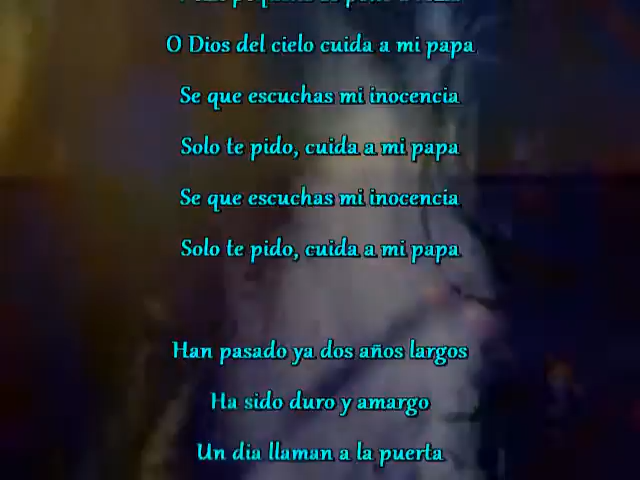 O Dios del cielo cuida a mi papa
Se que escuchas mi inocencia
Solo te pido, cuida a mi papa
Se que escuchas mi inocencia
Solo te pido, cuida a mi papa
Han pasado ya dos años largos
Ha sido duro y amargo
Un dia llaman a la puerta